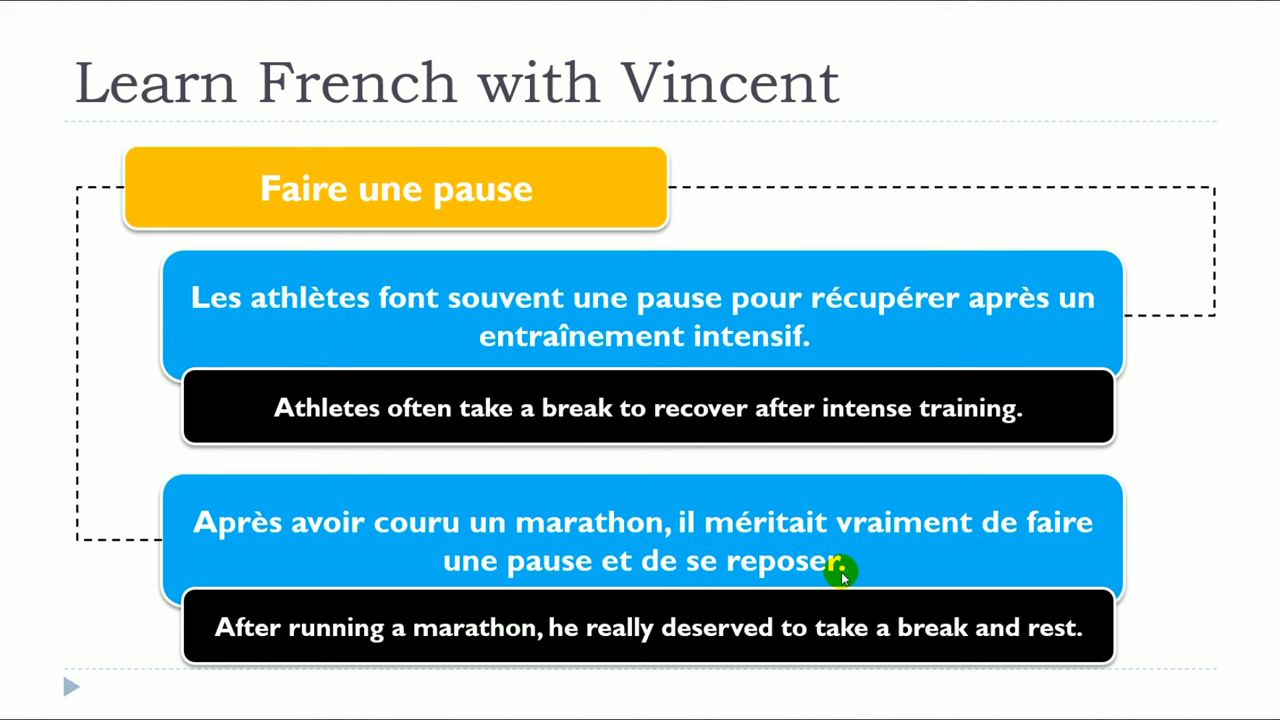 Learn French with Vincent
Faire une pause
Les athlètes font souvent une pause pour récupérer après un
entraînement intensif.
Athletes often take a break to recover after intense training.
Après avoir couru un marathon, il méritait vraiment de faire
une pause et de se reposer.
After running a marathon, he really deserved to take a break and rest.